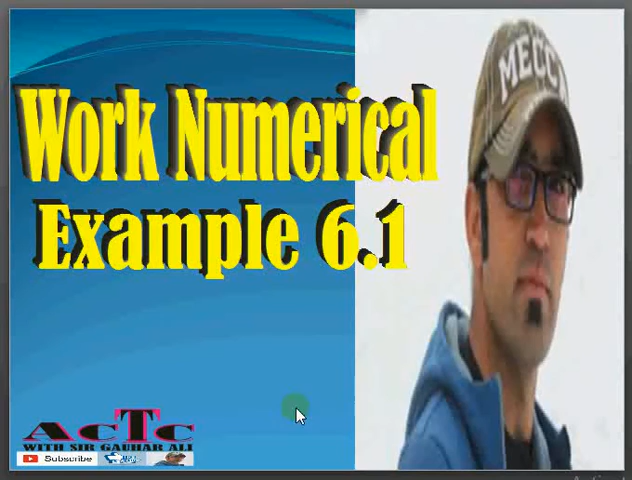 MECCA
Work Numerical
Example 6.1
ACTC
WITH SIR GAUHAR ALI
Subscribe